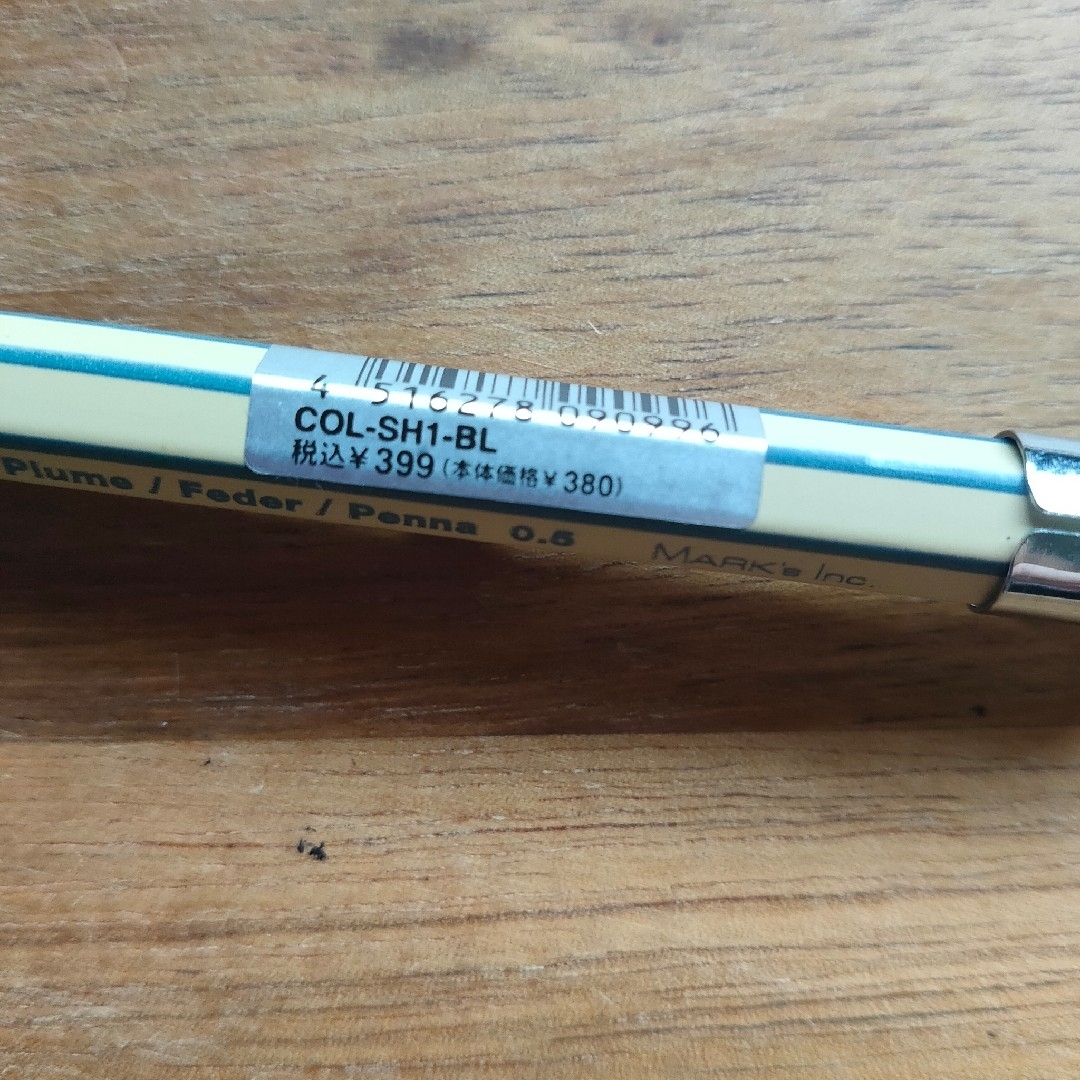 4 516278 090996
COL-SH1-BL
税込¥399(本体価格¥380)
Plume / Feder / Penna 0.5 MARK's Inc.